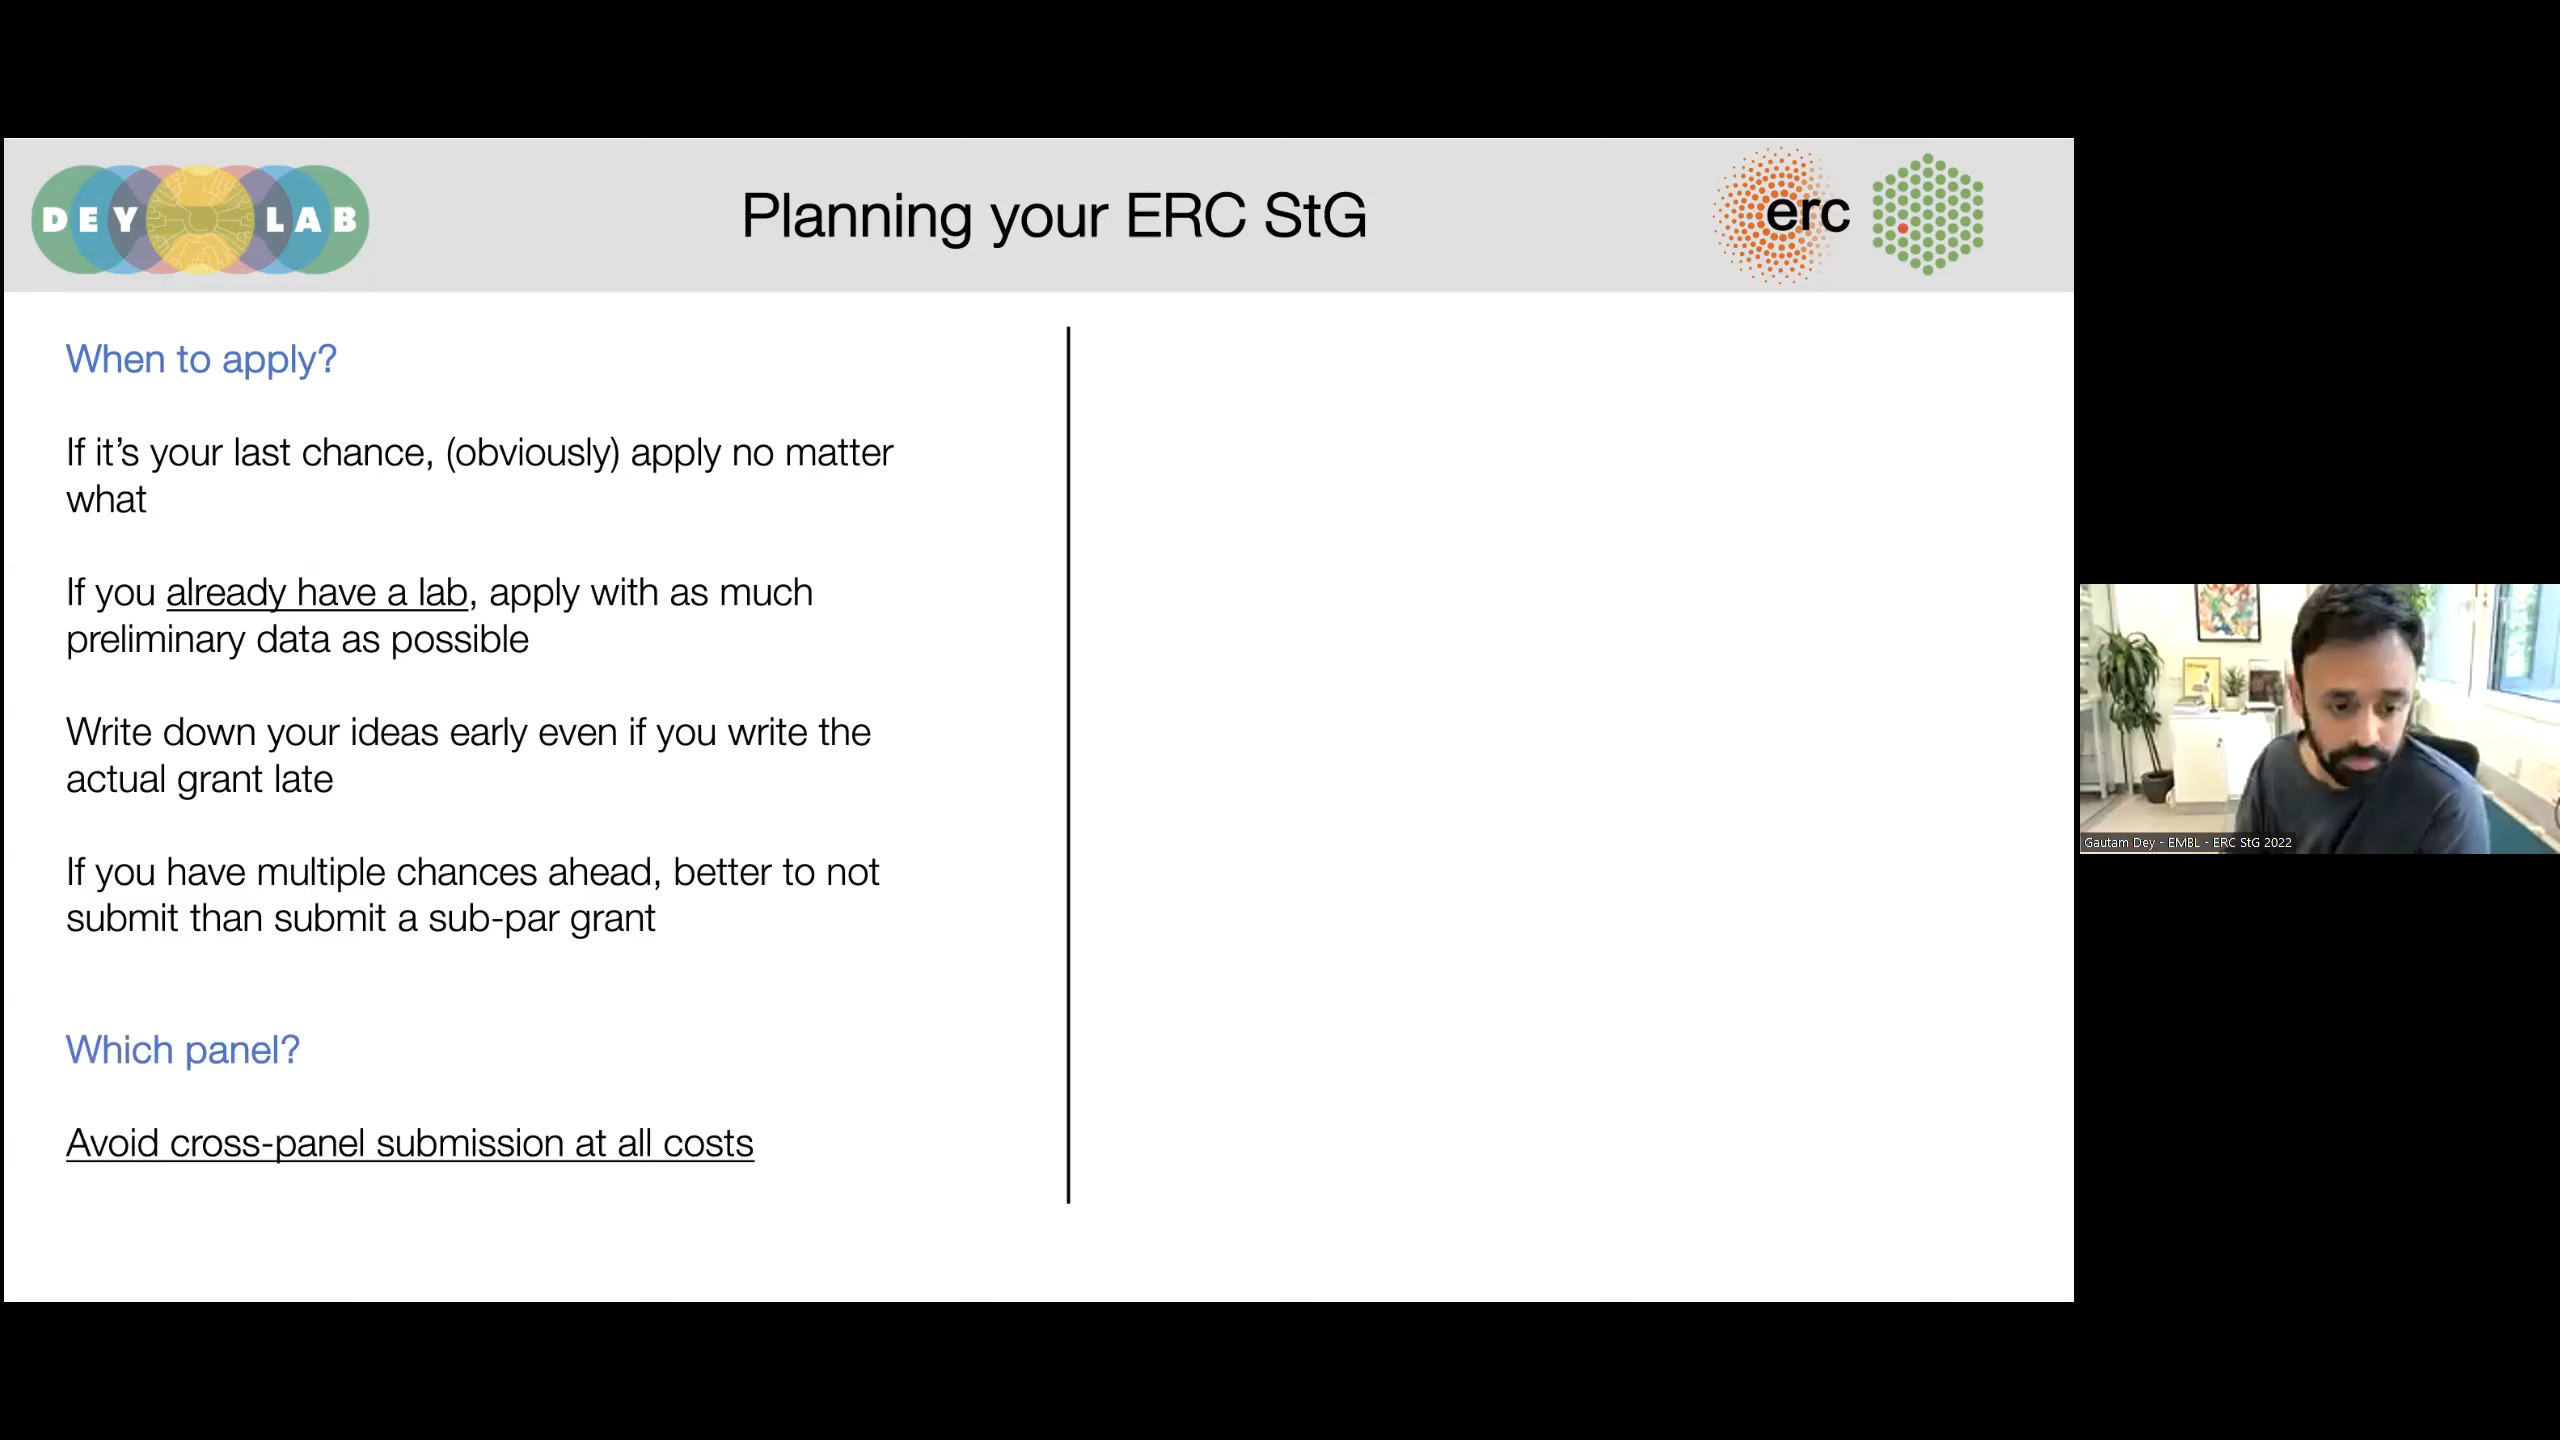 DEY LAB
Planning your ERC StG
erc
When to apply?
If it’s your last chance, (obviously) apply no matter
what
If you already have a lab, apply with as much
preliminary data as possible
Write down your ideas early even if you write the
actual grant late
If you have multiple chances ahead, better to not
submit than submit a sub-par grant
Which panel?
Avoid cross-panel submission at all costs
Gautam Dey - EMBL - ERC StG 2022